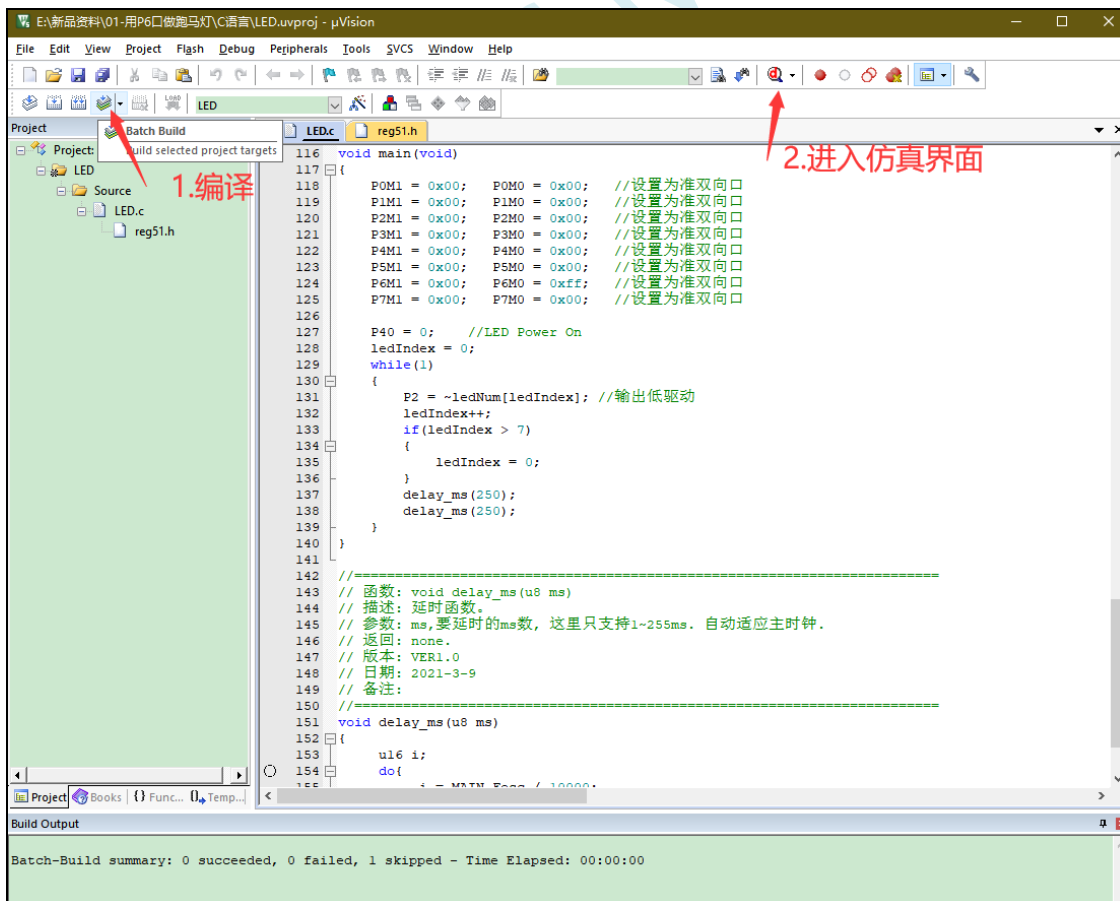 E:\新品资料\01-用P6口做跑马灯\C语言\LED.uvproj - µVision
File Edit View Project Flash Debug Peripherals Tools SVCS Window Help
LED
Project
Batch Build
Build selected project targets
LED.c reg51.h
Project:
LED
Source
LED.c
reg51.h
1.编译
2.进入仿真界面
116 void main(void)
117 {
118 P0M1 = 0x00; P0M0 = 0x00; //设置为准双向口
119 P1M1 = 0x00; P1M0 = 0x00; //设置为准双向口
120 P2M1 = 0x00; P2M0 = 0x00; //设置为准双向口
121 P3M1 = 0x00; P3M0 = 0x00; //设置为准双向口
122 P4M1 = 0x00; P4M0 = 0x00; //设置为准双向口
123 P5M1 = 0x00; P5M0 = 0x00; //设置为准双向口
124 P6M1 = 0x00; P6M0 = 0xff; //设置为准双向口
125 P7M1 = 0x00; P7M0 = 0x00; //设置为准双向口
126
127 P40 = 0; //LED Power On
128 ledIndex = 0;
129 while(1)
130 {
131 P2 = ~ledNum[ledIndex]; //输出低驱动
132 ledIndex++;
133 if(ledIndex > 7)
134 {
135 ledIndex = 0;
136 }
137 delay_ms(250);
138 delay_ms(250);
139 }
140 }
141
142 //========================================================================
143 // 函数: void delay_ms(u8 ms)
144 // 描述: 延时函数。
145 // 参数: ms,要延时的ms数, 这里只支持1~255ms. 自动适应主时钟.
146 // 返回: none.
147 // 版本: VER1.0
148 // 日期: 2021-3-9
149 // 备注:
150 //========================================================================
151 void delay_ms(u8 ms)
152 {
153 u16 i;
154 do{
155 i = MAIN_Fosc / 10000;
Project Books {} Func... Temp...
Build Output
Batch-Build summary: 0 succeeded, 0 failed, 1 skipped - Time Elapsed: 00:00:00